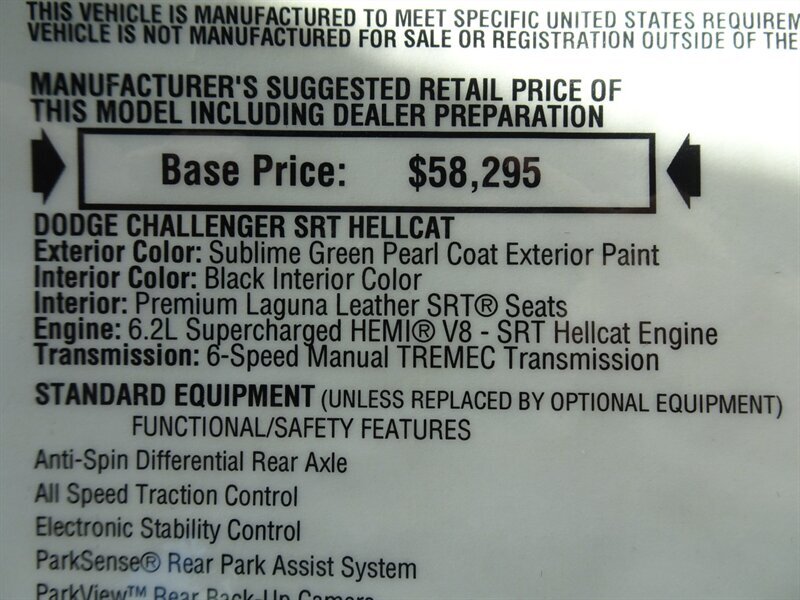 THIS VEHICLE IS MANUFACTURED TO MEET SPECIFIC UNITED STATES
VEHICLE IS NOT MANUFACTURED FOR SALE OR REGISTRATION OUTSIDE OF THE
MANUFACTURER'S SUGGESTED RETAIL PRICE OF
THIS MODEL INCLUDING DEALER PREPARATION
Base Price: $58,295
DODGE CHALLENGER SRT HELLCAT
Exterior Color: Sublime Green Pearl Coat Exterior Paint
Interior Color: Black Interior Color
Interior: Premium Laguna Leather SRT® Seats
Engine: 6.2L Supercharged HEMI® V8 - SRT Hellcat Engine
Transmission: 6-Speed Manual TREMEC Transmission
STANDARD EQUIPMENT (UNLESS REPLACED BY OPTIONAL EQUIPMENT)
FUNCTIONAL/SAFETY FEATURES
Anti-Spin Differential Rear Axle
All Speed Traction Control
Electronic Stability Control
ParkSense® Rear Park Assist System
ParkView™ Rear Back-Up Camera